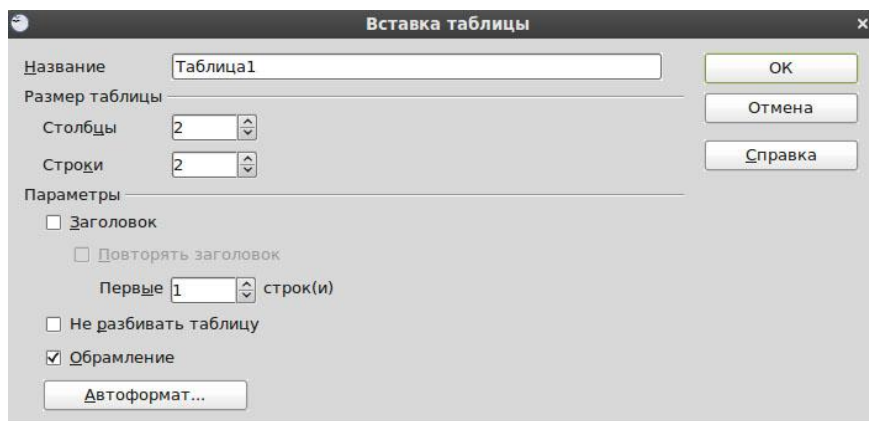 Вставка таблицы
Название Таблица1
ОК
Размер таблицы
Отмена
Столбцы 2
Строки 2
Справка
Параметры
Заголовок
Повторять заголовок
Первые 1 строк(и)
Не разбивать таблицу
Обрамление
Автоформат...